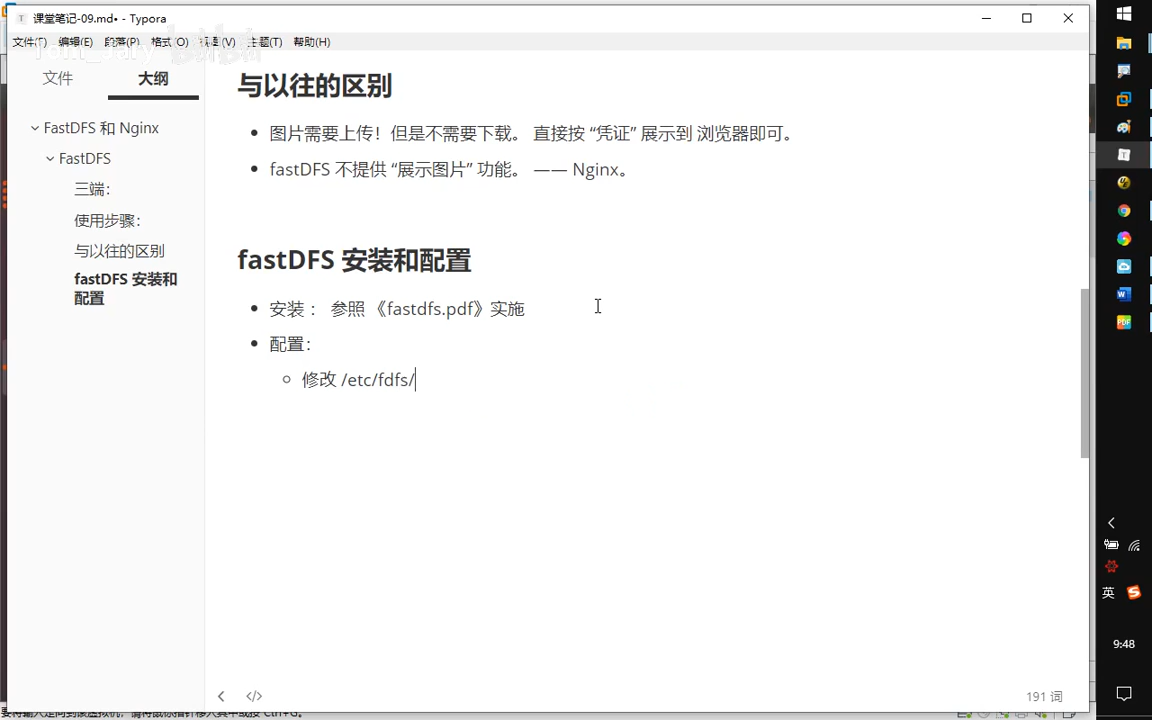 课堂笔记-09.md• - Typora
文件(F) 编辑(E) 段落(P) 格式(O) 视图(V) 主题(T) 帮助(H)
文件 大纲
FastDFS 和 Nginx
FastDFS
三端：
使用步骤：
与以往的区别
fastDFS 安装和
配置
与以往的区别
图片需要上传！但是不需要下载。 直接按 “凭证” 展示到 浏览器即可。
fastDFS 不提供 “展示图片” 功能。 —— Nginx。
fastDFS 安装和配置
安装： 参照 《fastdfs.pdf》实施
配置：
修改 /etc/fdfs/
191 词
英
9:48